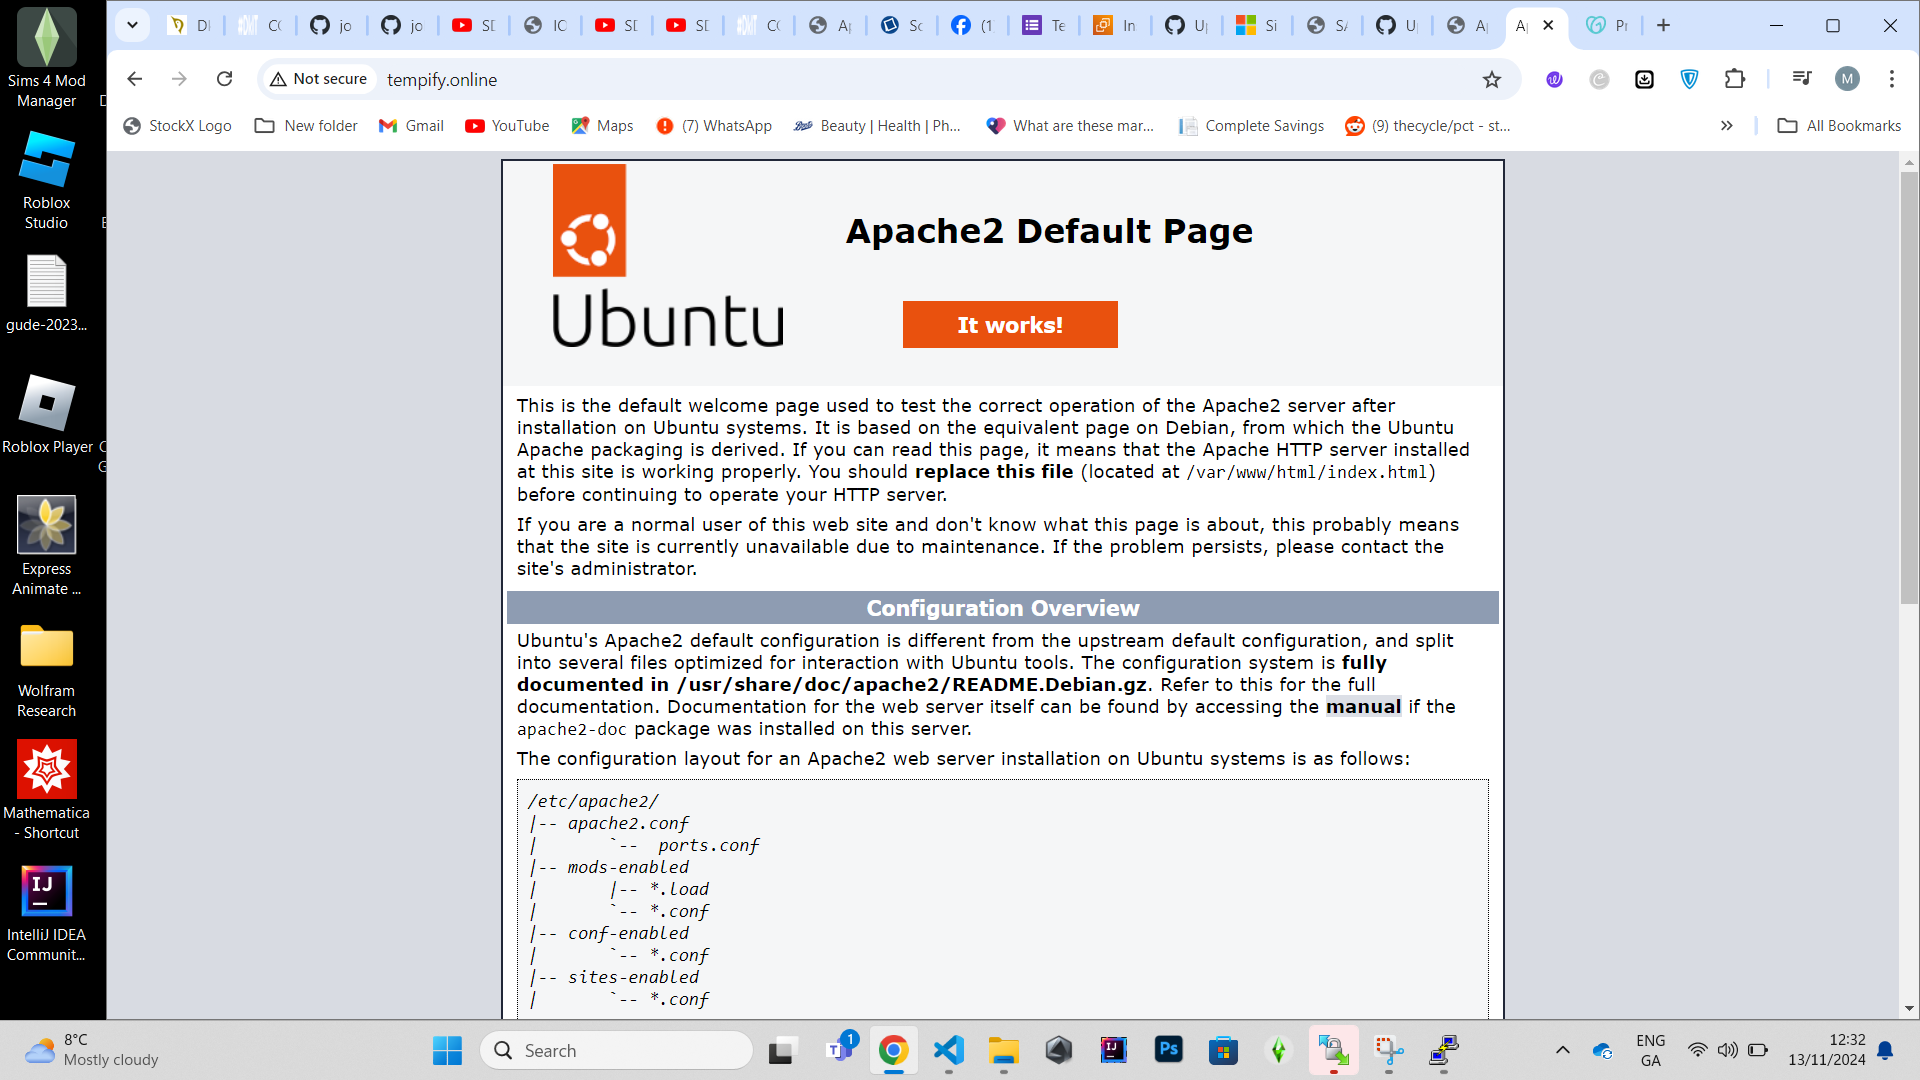 Sims 4 Mod
Manager
Roblox
Studio
gude-2023...
Roblox Player
Express
Animate ...
Wolfram
Research
Mathematica
- Shortcut
IntelliJ IDEA
Communit...
Not secure
tempify.online
M
StockX Logo
New folder
Gmail
YouTube
Maps
(7) WhatsApp
Beauty | Health | Ph...
What are these mar...
Complete Savings
(9) thecycle/pct - st...
All Bookmarks
Ubuntu
Apache2 Default Page
It works!
This is the default welcome page used to test the correct operation of the Apache2 server after
installation on Ubuntu systems. It is based on the equivalent page on Debian, from which the Ubuntu
Apache packaging is derived. If you can read this page, it means that the Apache HTTP server installed
at this site is working properly. You should replace this file (located at /var/www/html/index.html)
before continuing to operate your HTTP server.
If you are a normal user of this web site and don't know what this page is about, this probably means
that the site is currently unavailable due to maintenance. If the problem persists, please contact the
site's administrator.
Configuration Overview
Ubuntu's Apache2 default configuration is different from the upstream default configuration, and split
into several files optimized for interaction with Ubuntu tools. The configuration system is fully
documented in /usr/share/doc/apache2/README.Debian.gz. Refer to this for the full
documentation. Documentation for the web server itself can be found by accessing the manual if the
apache2-doc package was installed on this server.
The configuration layout for an Apache2 web server installation on Ubuntu systems is as follows:
/etc/apache2/
|-- apache2.conf
|       `--  ports.conf
|-- mods-enabled
|       |-- *.load
|       `-- *.conf
|-- conf-enabled
|       `-- *.conf
|-- sites-enabled
|       `-- *.conf
8°C
Mostly cloudy
Search
1
ENG
GA
12:32
13/11/2024